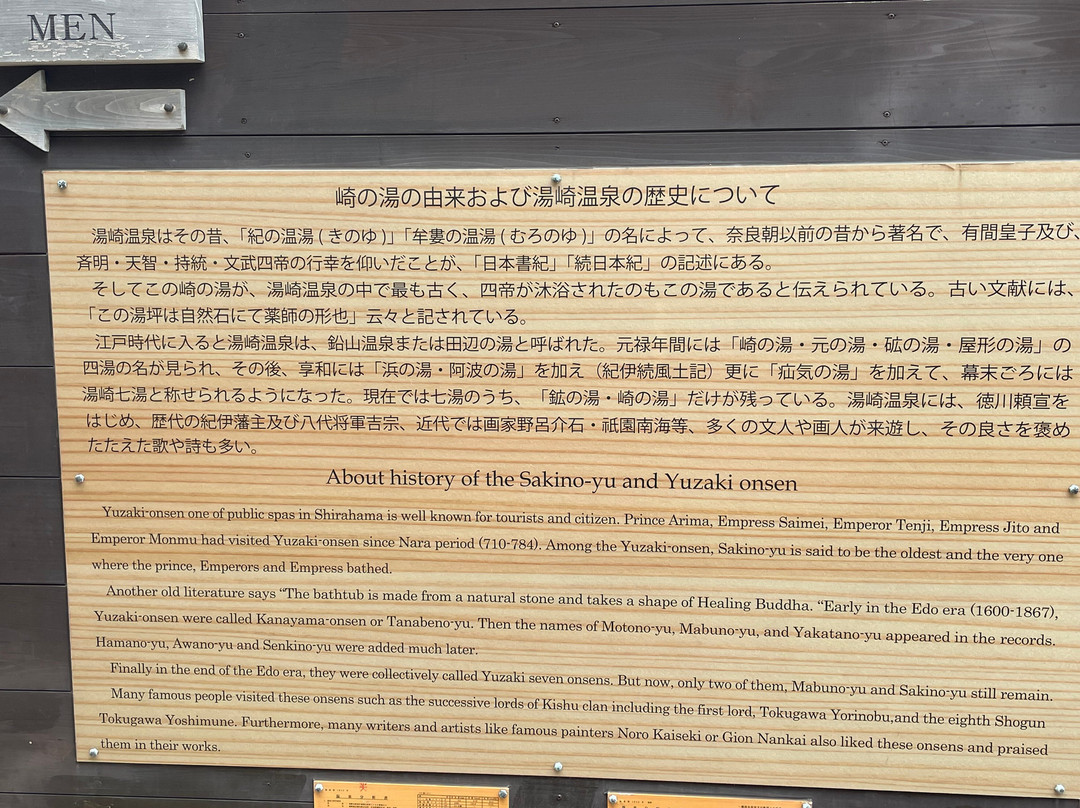 MEN
崎の湯の由来および湯崎温泉の歴史について
湯崎温泉はその昔、「紀の温湯(きのゆ)」「牟婁の温湯(むろのゆ)」の名によって、奈良朝以前の昔から著名で、有間皇子及び、
斉明・天智・持統・文武四帝の行幸を仰いだことが、「日本書紀」「続日本紀」の記述にある。
そしてこの崎の湯が、湯崎温泉の中で最も古く、四帝が沐浴されたのもこの湯であると伝えられている。古い文献には、
「この湯坪は自然石にて薬師の形也」云々と記されている。
江戸時代に入ると湯崎温泉は、鉛山温泉または田辺の湯と呼ばれた。元禄年間には「崎の湯・元の湯・砿の湯・屋形の湯」の
四湯の名が見られ、その後、享和には「浜の湯・阿波の湯」を加え（紀伊続風土記）更に「疝気の湯」を加えて、幕末ごろには
湯崎七湯と称せられるようになった。現在では七湯のうち、「鉱の湯・崎の湯」だけが残っている。湯崎温泉には、徳川頼宣を
はじめ、歴代の紀伊藩主及び八代将軍吉宗、近代では画家野呂介石・祇園南海等、多くの文人や画人が来遊し、その良さを褒め
たたえた歌や詩も多い。
About history of the Sakino-yu and Yuzaki onsen
Yuzaki-onsen one of public spas in Shirahama is well known for tourists and citizen. Prince Arima, Empress Saimei, Emperor Tenji, Empress Jito and
Emperor Monmu had visited Yuzaki-onsen since Nara period (710-784). Among the Yuzaki-onsen, Sakino-yu is said to be the oldest and the very one
where the prince, Emperors and Empress bathed.
Another old literature says “The bathtub is made from a natural stone and takes a shape of Healing Buddha. “Early in the Edo era (1600-1867),
Yuzaki-onsen were called Kanayama-onsen or Tanabeno-yu. Then the names of Motono-yu, Mabuno-yu, and Yakatano-yu appeared in the records.
Hamano-yu, Awano-yu and Senkino-yu were added much later.
Finally in the end of the Edo era, they were collectively called Yuzaki seven onsens. But now, only two of them, Mabuno-yu and Sakino-yu still remain.
Many famous people visited these onsens such as the successive lords of Kishu clan including the first lord, Tokugawa Yorinobu,and the eighth Shogun
Tokugawa Yoshimune. Furthermore, many writers and artists like famous painters Noro Kaiseki or Gion Nankai also liked these onsens and praised
them in their works.